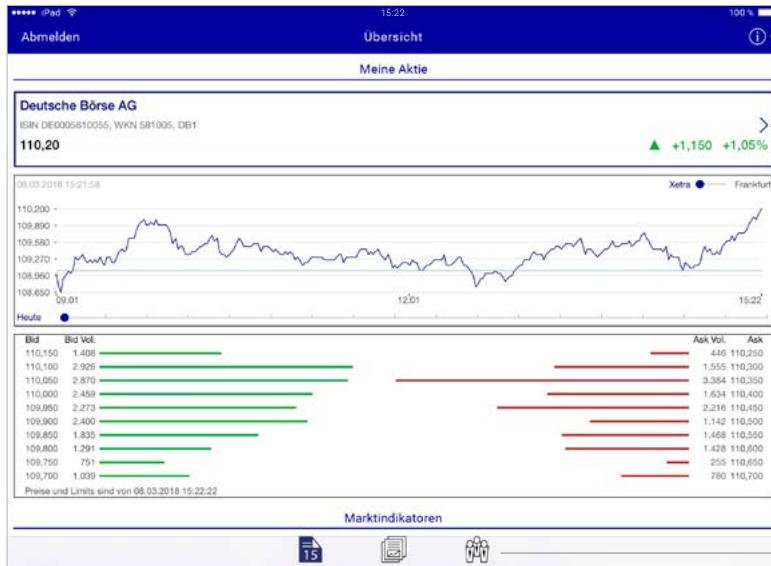 iPad 15:22 100 %
Abmelden Übersicht i
Meine Aktie
Deutsche Börse AG
ISIN DE0005810055, WKN 581005, DB1
110,20 ▲ +1,150 +1,05%
08.03.2018 15:21:58 Xetra Frankfurt
110,200
109,890
109,580
109,270
108,960
108,650
09:01 12:01 15:22
Heute
Bid Bid Vol. Ask Vol. Ask
110,150 1.408 446 110,250
110,100 2.926 1.555 110,300
110,050 2.870 3.384 110,350
110,000 2.459 1.634 110,400
109,950 2.273 2.216 110,450
109,900 2.400 1.142 110,500
109,850 1.835 1.468 110,550
109,800 1.291 1.428 110,600
109,750 751 255 110,650
109,700 1.039 780 110,700
Preise und Limits sind von 08.03.2018 15:22:22
Marktindikatoren
15